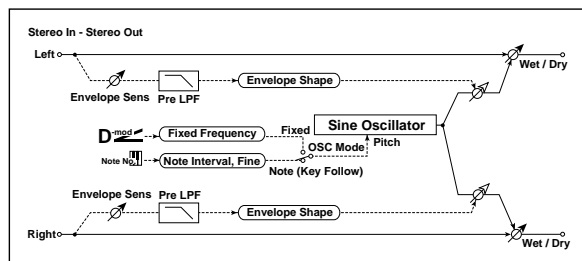 Stereo In - Stereo Out
Left
Wet / Dry
Envelope Sens
Pre LPF
Envelope Shape
D-mod
Fixed Frequency
Fixed
Sine Oscillator
OSC Mode
Pitch
Note No.
Note Interval, Fine
Note (Key Follow)
Envelope Sens
Pre LPF
Envelope Shape
Right
Wet / Dry